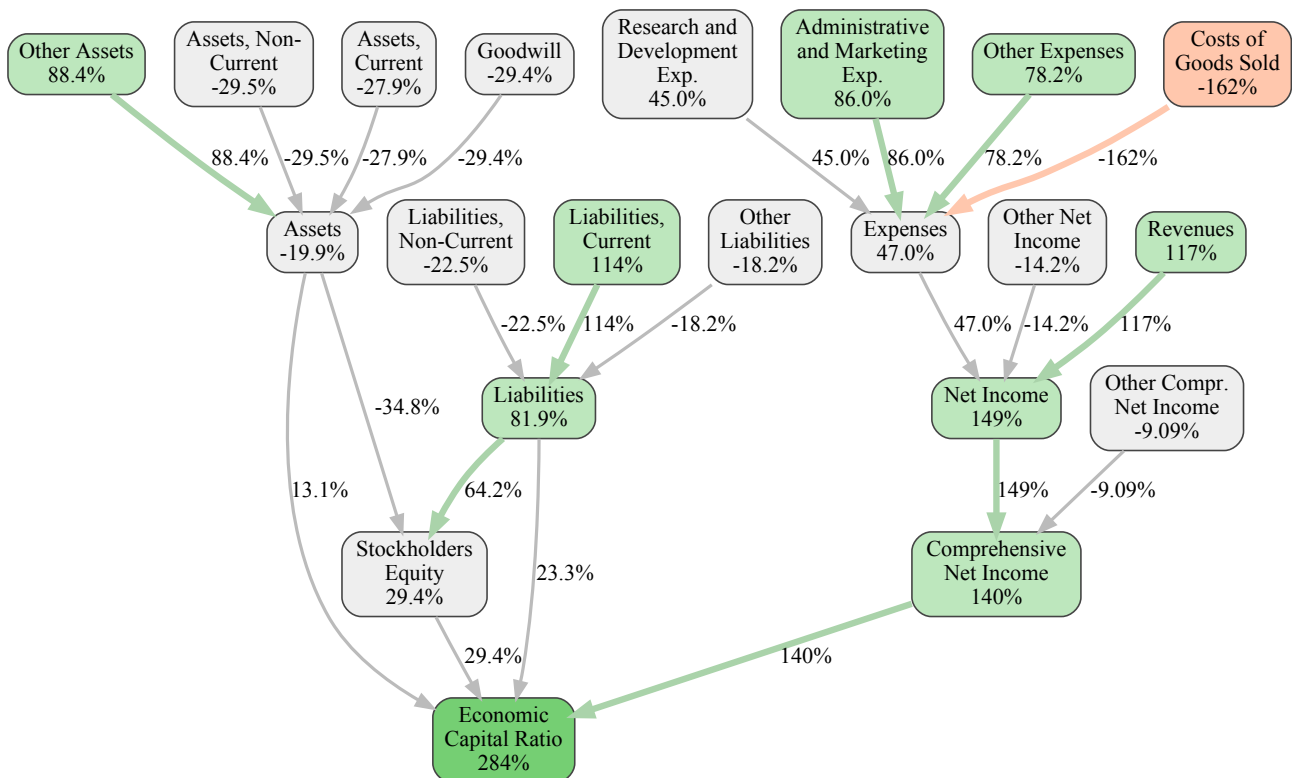 Other Assets
88.4%
Assets, Non-
Current
-29.5%
Assets,
Current
-27.9%
Goodwill
-29.4%
Research and
Development
Exp.
45.0%
Administrative
and Marketing
Exp.
86.0%
Other Expenses
78.2%
Costs of
Goods Sold
-162%
88.4%
-29.5%
-27.9%
-29.4%
45.0%
86.0%
78.2%
-162%
Assets
-19.9%
Liabilities,
Non-Current
-22.5%
Liabilities,
Current
114%
Other
Liabilities
-18.2%
Expenses
47.0%
Other Net
Income
-14.2%
Revenues
117%
-22.5%
114%
-18.2%
47.0%
-14.2%
117%
Liabilities
81.9%
Net Income
149%
Other Compr.
Net Income
-9.09%
-34.8%
13.1%
64.2%
149%
-9.09%
Stockholders
Equity
29.4%
23.3%
Comprehensive
Net Income
140%
29.4%
140%
Economic
Capital Ratio
284%